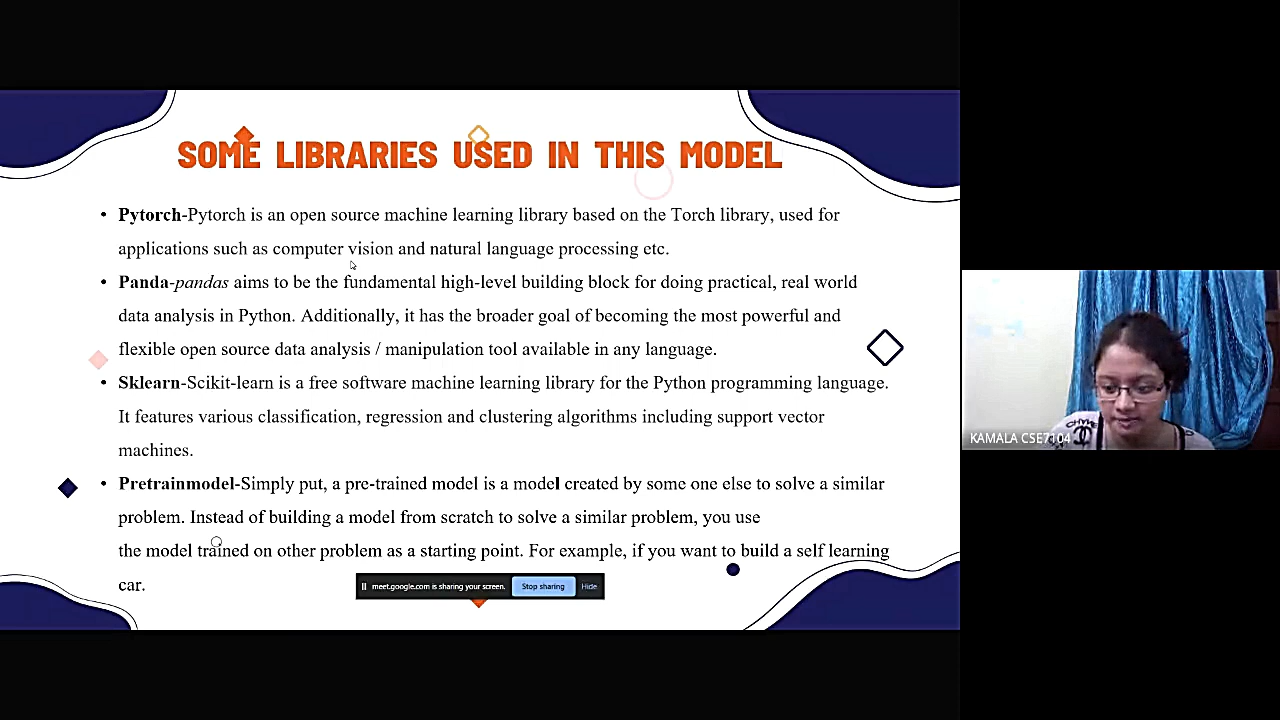 SOME LIBRARIES USED IN THIS MODEL
• Pytorch-Pytorch is an open source machine learning library based on the Torch library, used for
applications such as computer vision and natural language processing etc.
• Panda-pandas aims to be the fundamental high-level building block for doing practical, real world
data analysis in Python. Additionally, it has the broader goal of becoming the most powerful and
flexible open source data analysis / manipulation tool available in any language.
• Sklearn-Scikit-learn is a free software machine learning library for the Python programming language.
It features various classification, regression and clustering algorithms including support vector
machines.
• Pretrainmodel-Simply put, a pre-trained model is a model created by some one else to solve a similar
problem. Instead of building a model from scratch to solve a similar problem, you use
the model trained on other problem as a starting point. For example, if you want to build a self learning
car.
meet.google.com is sharing your screen. Stop sharing Hide
KAMALA CSE7104